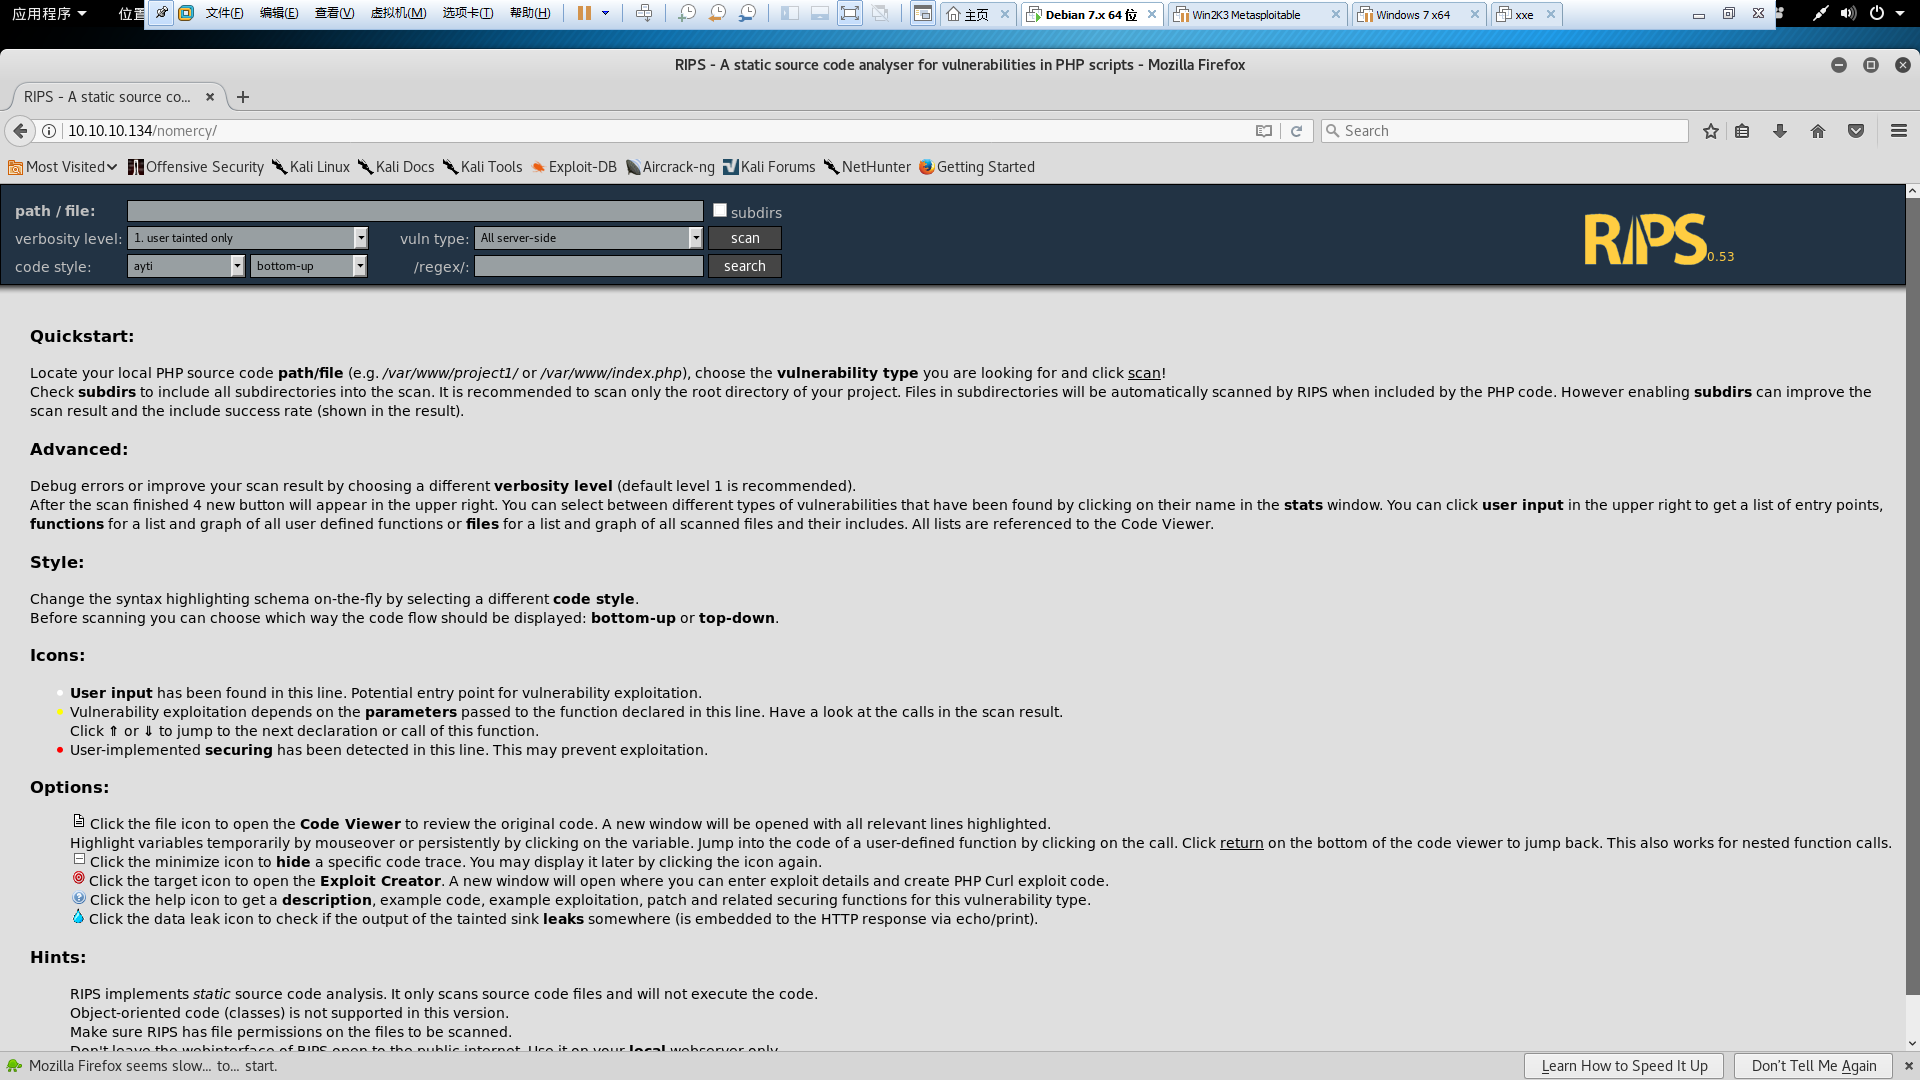 应用程序 位置 文件(F) 编辑(E) 查看(V) 虚拟机(M) 选项卡(T) 帮助(H) 主页 Debian 7.x 64 位 Win2K3 Metasploitable Windows 7 x64 xxe
RIPS - A static source code analyser for vulnerabilities in PHP scripts - Mozilla Firefox
RIPS - A static source co...
10.10.10.134/nomercy/ Search
Most Visited Offensive Security Kali Linux Kali Docs Kali Tools Exploit-DB Aircrack-ng Kali Forums NetHunter Getting Started
path / file: subdirs
verbosity level: 1. user tainted only vuln type: All server-side scan
code style: ayti bottom-up /regex/: search
RIPS 0.53
Quickstart:
Locate your local PHP source code path/file (e.g. /var/www/project1/ or /var/www/index.php), choose the vulnerability type you are looking for and click scan!
Check subdirs to include all subdirectories into the scan. It is recommended to scan only the root directory of your project. Files in subdirectories will be automatically scanned by RIPS when included by the PHP code. However enabling subdirs can improve the
scan result and the include success rate (shown in the result).
Advanced:
Debug errors or improve your scan result by choosing a different verbosity level (default level 1 is recommended).
After the scan finished 4 new button will appear in the upper right. You can select between different types of vulnerabilities that have been found by clicking on their name in the stats window. You can click user input in the upper right to get a list of entry points,
functions for a list and graph of all user defined functions or files for a list and graph of all scanned files and their includes. All lists are referenced to the Code Viewer.
Style:
Change the syntax highlighting schema on-the-fly by selecting a different code style.
Before scanning you can choose which way the code flow should be displayed: bottom-up or top-down.
Icons:
User input has been found in this line. Potential entry point for vulnerability exploitation.
Vulnerability exploitation depends on the parameters passed to the function declared in this line. Have a look at the calls in the scan result.
Click ⇑ or ⇓ to jump to the next declaration or call of this function.
User-implemented securing has been detected in this line. This may prevent exploitation.
Options:
Click the file icon to open the Code Viewer to review the original code. A new window will be opened with all relevant lines highlighted.
Highlight variables temporarily by mouseover or persistently by clicking on the variable. Jump into the code of a user-defined function by clicking on the call. Click return on the bottom of the code viewer to jump back. This also works for nested function calls.
Click the minimize icon to hide a specific code trace. You may display it later by clicking the icon again.
Click the target icon to open the Exploit Creator. A new window will open where you can enter exploit details and create PHP Curl exploit code.
Click the help icon to get a description, example code, example exploitation, patch and related securing functions for this vulnerability type.
Click the data leak icon to check if the output of the tainted sink leaks somewhere (is embedded to the HTTP response via echo/print).
Hints:
RIPS implements static source code analysis. It only scans source code files and will not execute the code.
Object-oriented code (classes) is not supported in this version.
Make sure RIPS has file permissions on the files to be scanned.
Don't leave the webinterface of RIPS open to the public internet. Use it on your local webserver only.
Mozilla Firefox seems slow... to... start. Learn How to Speed It Up Don't Tell Me Again